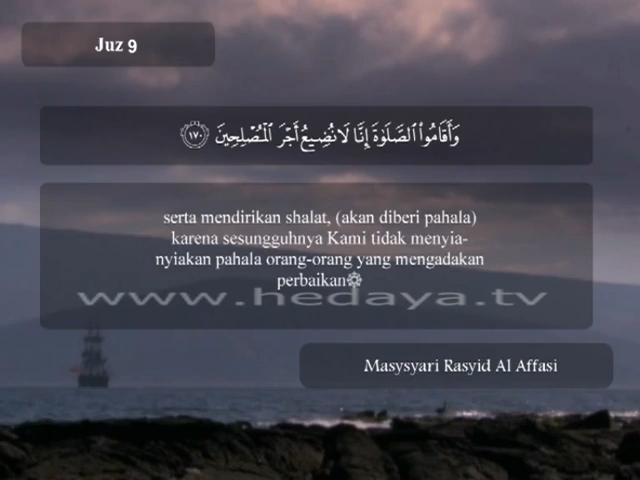 Juz 9
وَأَقَامُوا۟ ٱلصَّلَوٰةَ إِنَّا لَا نُضِيعُ أَجْرَ ٱلْمُصْلِحِينَ ١٧٠
serta mendirikan shalat, (akan diberi pahala)
karena sesungguhnya Kami tidak menyia-
nyiakan pahala orang-orang yang mengadakan
perbaikan
www.hedaya.tv
Masysyari Rasyid Al Affasi